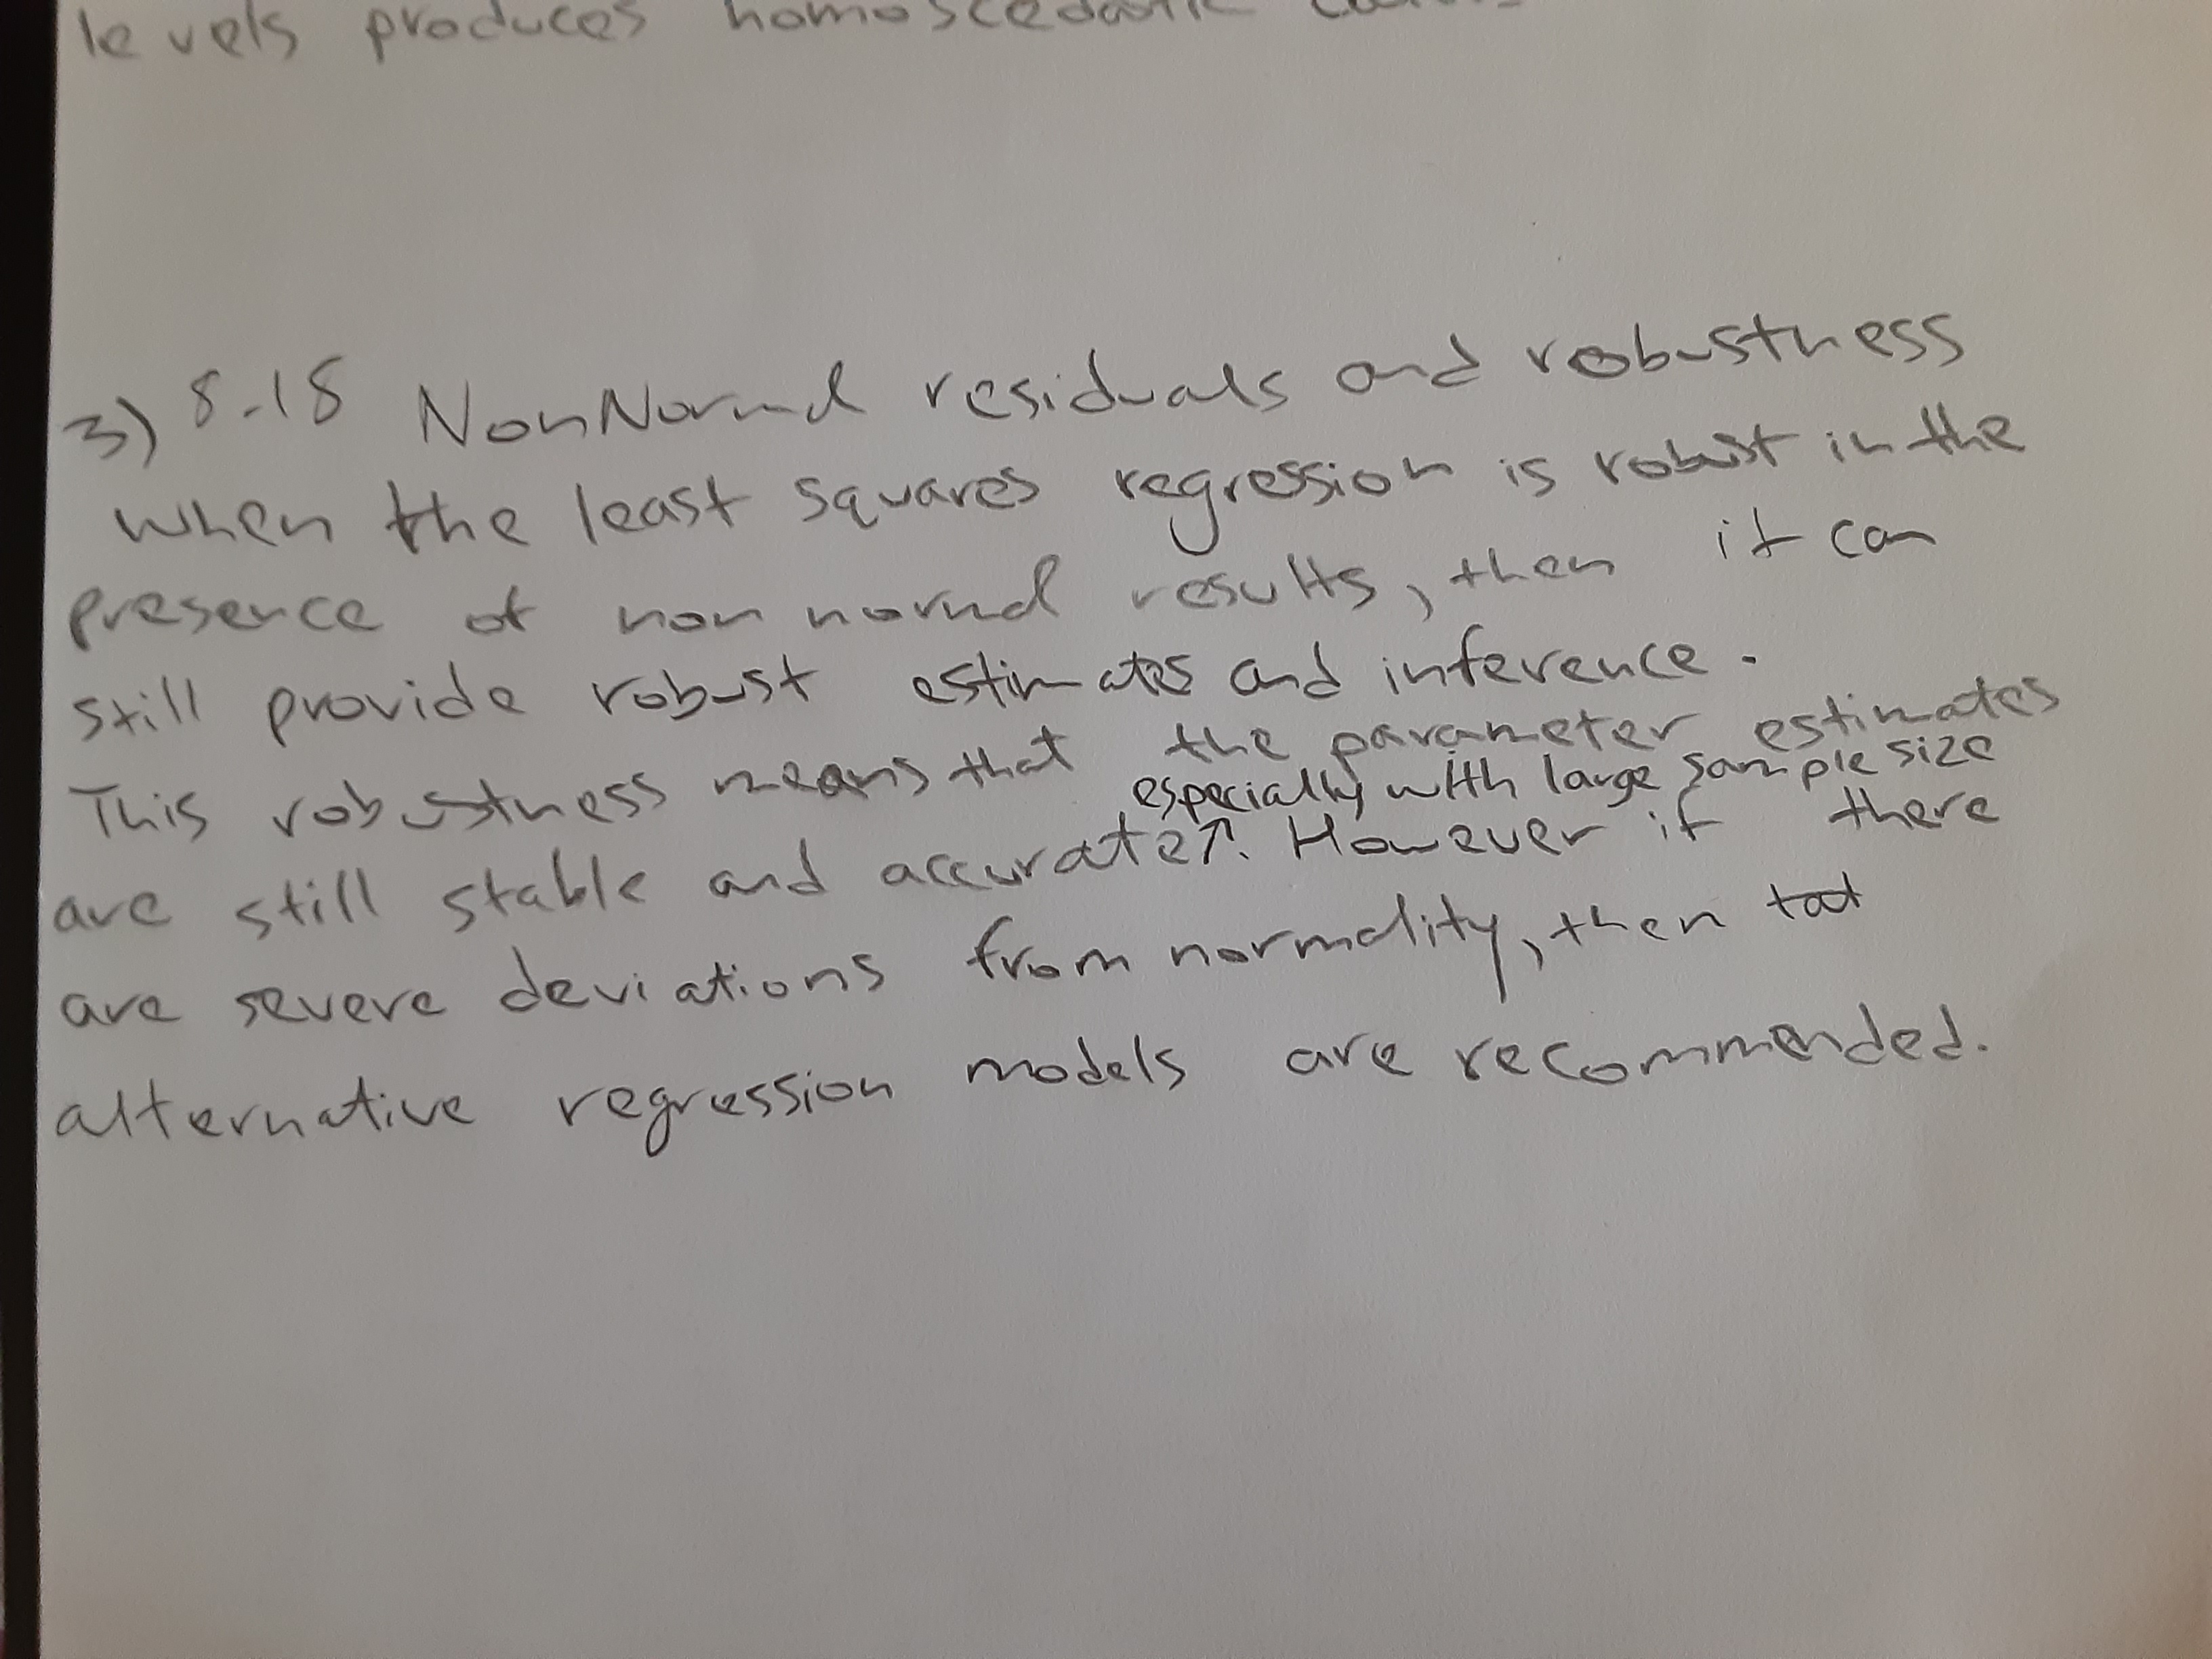 levels produces homoscedastic
3) 8.18 NonNormal residuals and robustness
when the least squares regression is robust in the
presence of non normal results, then it can
still provide robust estimates and inference.
This robustness means that the parameter estimates
especially with large sample size
are still stable and accurate↑. However if there
are severe deviations from normality, then
alternative regression models are recommended.